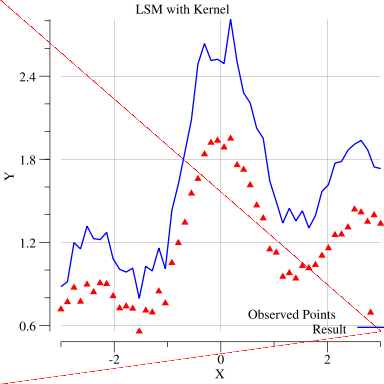 LSM with Kernel
2.4
1.8
1.2
0.6
Y
Observed Points
Result
-2
0
2
X